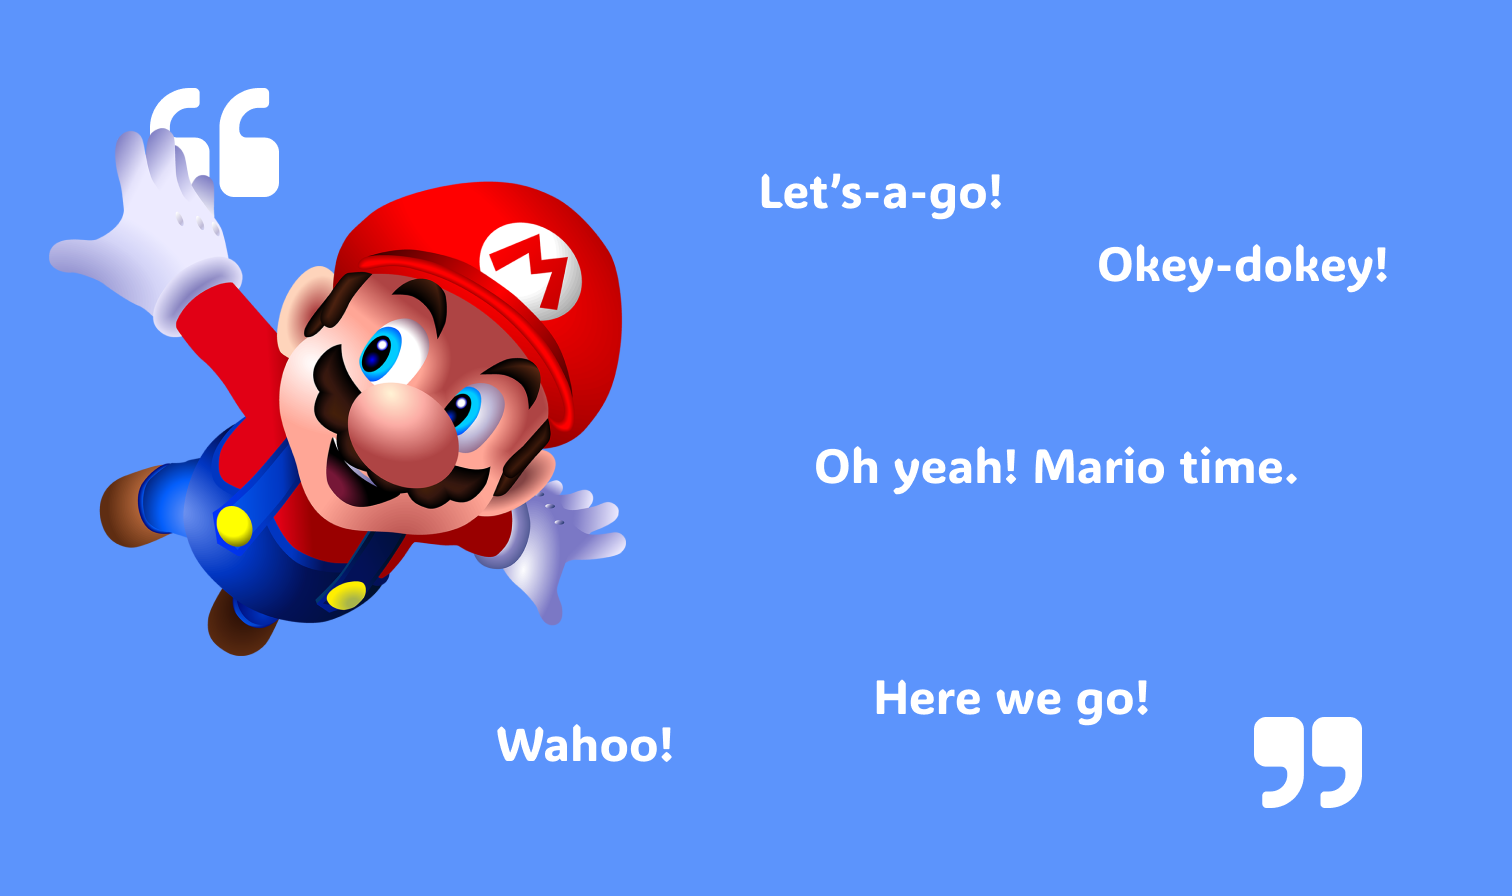 “
M
Let’s-a-go!
Okey-dokey!
Oh yeah! Mario time.
Here we go!
Wahoo!
”